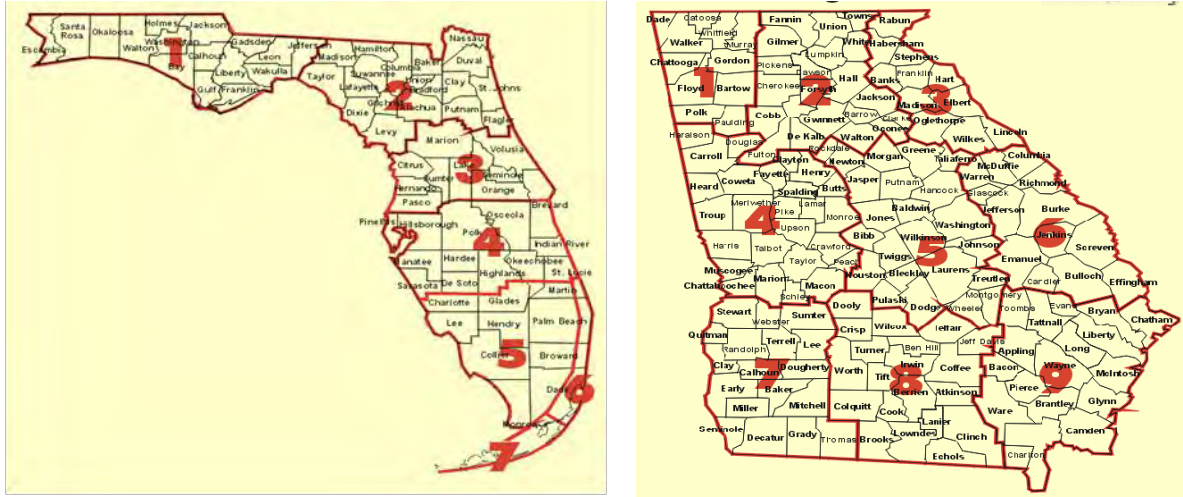 Santa
Rosa
Okaloosa
Holmes
Jackson
Escambia
Walton
Washington
1
Bay
Calhoun
Gadsden
Leon
Jefferson
Liberty
Wakulla
Gulf
Franklin
Madison
Taylor
Hamilton
Suwannee
Columbia
Lafayette
Dixie
2
Baker
Union
Bradford
Gilchrist
Alachua
Nassau
Duval
Clay
St. Johns
Putnam
Flagler
Levy
Marion
Volusia
Citrus
Lake
3
Sumter
Seminole
Hernando
Orange
Pasco
Brevard
Pinellas
Hillsborough
Osceola
Polk
4
Indian River
Manatee
Hardee
Okeechobee
Highlands
St. Lucie
Sarasota
De Soto
Martin
Charlotte
Glades
Lee
Hendry
Palm Beach
5
Collier
Broward
Dade
6
Monroe
7
Dade
Catoosa
Whitfield
Murray
Walker
Chattooga
Gordon
1
Floyd
Bartow
Polk
Paulding
Haralson
Douglas
Fannin
Union
Towns
Rabun
Gilmer
Lumpkin
White
Habersham
Stephens
Pickens
Dawson
Hall
Banks
Franklin
Hart
Cherokee
Forsyth
2
Jackson
Madison
3
Elbert
Cobb
Gwinnett
Barrow
Clarke
Oconee
Oglethorpe
De Kalb
Walton
Wilkes
Lincoln
Carroll
Fulton
Clayton
Rockdale
Newton
Morgan
Greene
Taliaferro
McDuffie
Columbia
Heard
Coweta
Fayette
Henry
Spalding
Butts
Jasper
Putnam
Hancock
Warren
Glascock
Richmond
Troup
Meriwether
4
Pike
Lamar
Upson
Monroe
Jones
Baldwin
Washington
Jefferson
Burke
Harris
Talbot
Crawford
Bibb
Wilkinson
5
Johnson
Jenkins
6
Screven
Taylor
Peach
Twiggs
Emanuel
Muscogee
Chattahoochee
Marion
Macon
Houston
Bleckley
Laurens
Treutlen
Candler
Bulloch
Effingham
Schley
Dooly
Pulaski
Dodge
Wheeler
Montgomery
Toombs
Evans
Bryan
Chatham
Stewart
Webster
Sumter
Crisp
Wilcox
Telfair
Jeff Davis
Tattnall
Liberty
Quitman
Randolph
Terrell
Lee
Turner
Ben Hill
Appling
Long
Clay
Calhoun
7
Dougherty
Worth
Tift
Irwin
8
Coffee
Bacon
Wayne
9
McIntosh
Early
Baker
Berrien
Atkinson
Pierce
Brantley
Glynn
Miller
Mitchell
Colquitt
Cook
Lanier
Ware
Camden
Seminole
Decatur
Grady
Thomas
Brooks
Lowndes
Clinch
Echols
Charlton